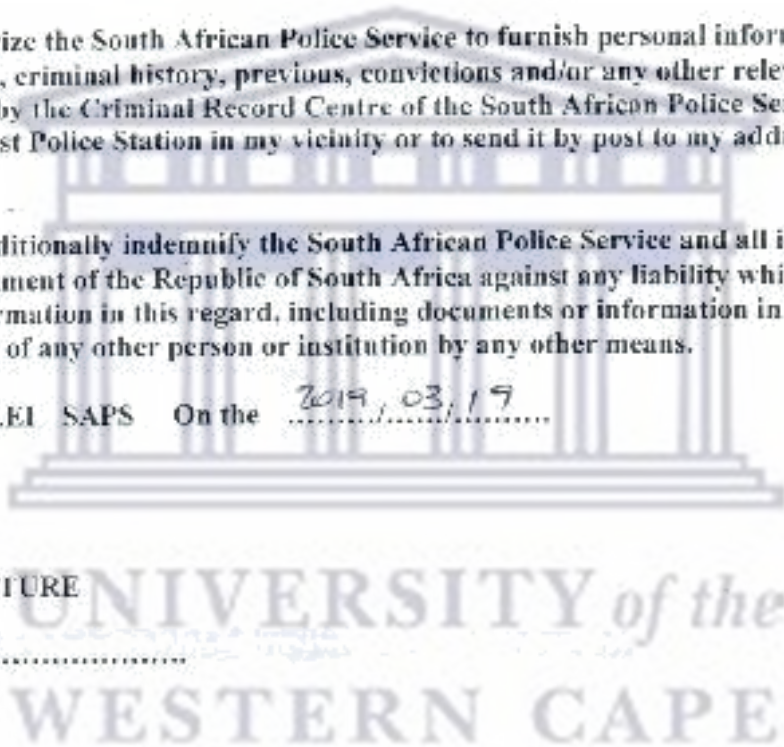 ize the South African Police Service to furnish personal infor
, criminal history, previous, convictions and/or any other rele
by the Criminal Record Centre of the South African Police Se
st Police Station in my vicinity or to send it by post to my add
ditionally indemnify the South African Police Service and all i
ment of the Republic of South Africa against any liability whi
rmation in this regard, including documents or information in
of any other person or institution by any other means.
LEI SAPS On the 2019/03/19
TURE
UNIVERSITY of the
WESTERN CAPE